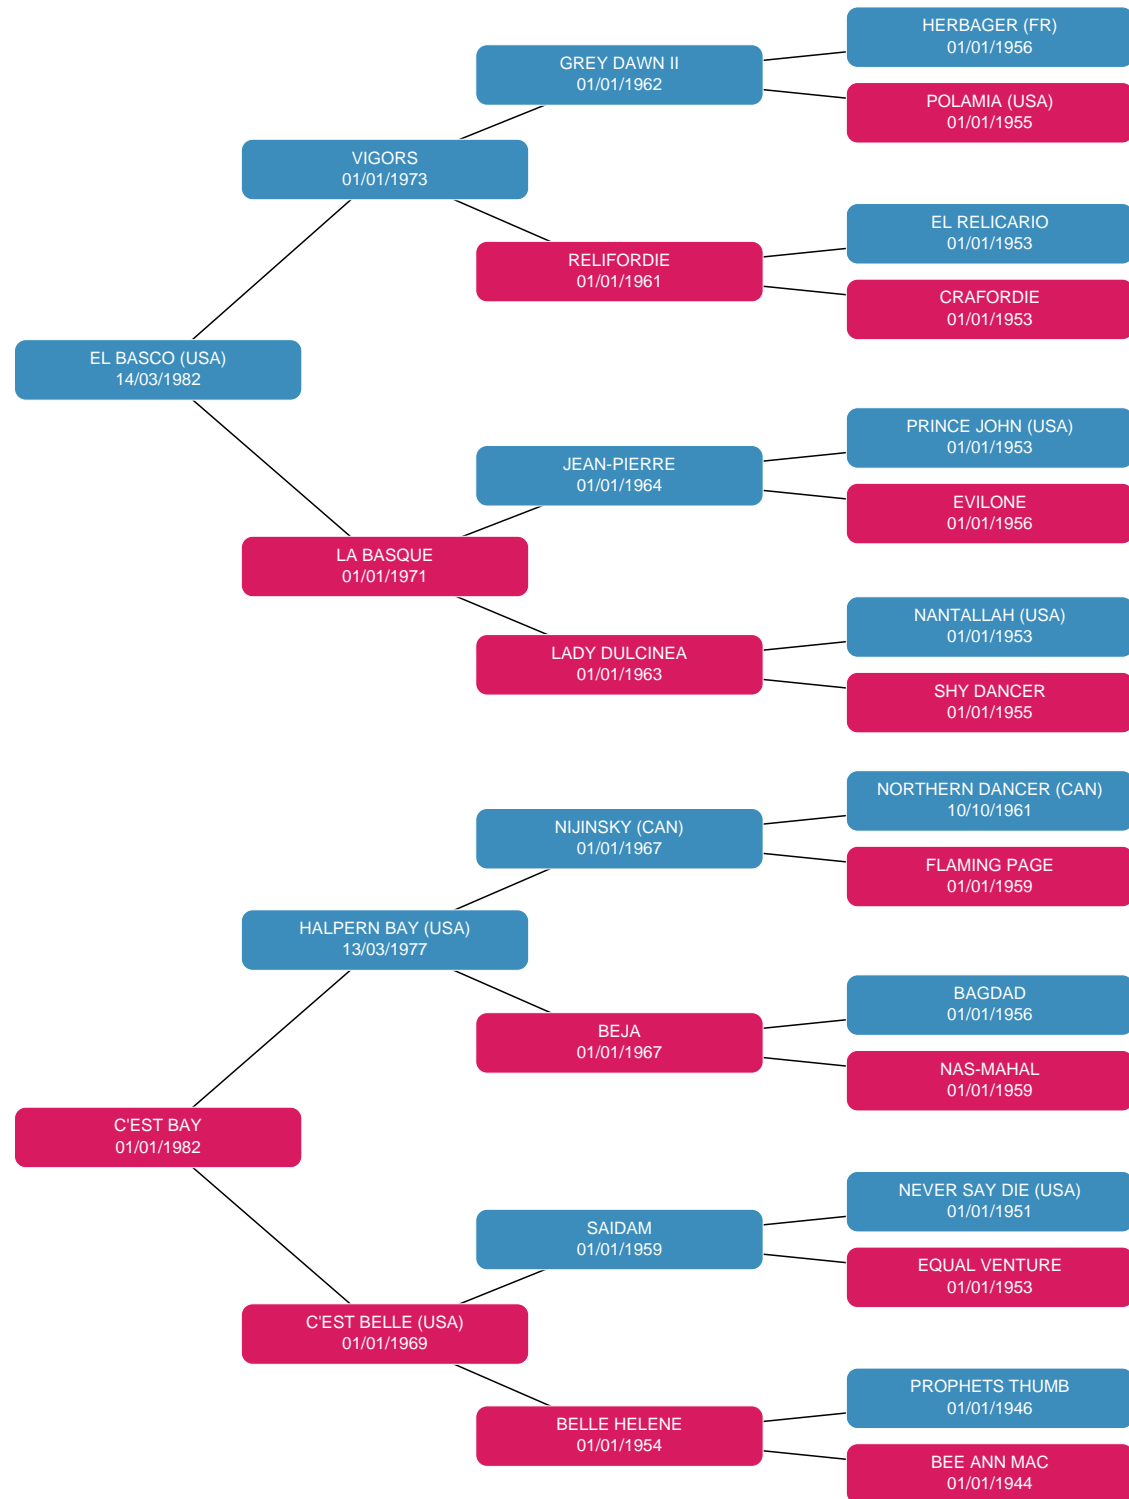 HERBAGER (FR)
01/01/1956
GREY DAWN II
01/01/1962
POLAMIA (USA)
01/01/1955
VIGORS
01/01/1973
EL RELICARIO
01/01/1953
RELIFORDIE
01/01/1961
CRAFORDIE
01/01/1953
EL BASCO (USA)
14/03/1982
PRINCE JOHN (USA)
01/01/1953
JEAN-PIERRE
01/01/1964
EVILONE
01/01/1956
LA BASQUE
01/01/1971
NANTALLAH (USA)
01/01/1953
LADY DULCINEA
01/01/1963
SHY DANCER
01/01/1955
NORTHERN DANCER (CAN)
10/10/1961
NIJINSKY (CAN)
01/01/1967
FLAMING PAGE
01/01/1959
HALPERN BAY (USA)
13/03/1977
BAGDAD
01/01/1956
BEJA
01/01/1967
NAS-MAHAL
01/01/1959
C'EST BAY
01/01/1982
NEVER SAY DIE (USA)
01/01/1951
SAIDAM
01/01/1959
EQUAL VENTURE
01/01/1953
C'EST BELLE (USA)
01/01/1969
PROPHETS THUMB
01/01/1946
BELLE HELENE
01/01/1954
BEE ANN MAC
01/01/1944